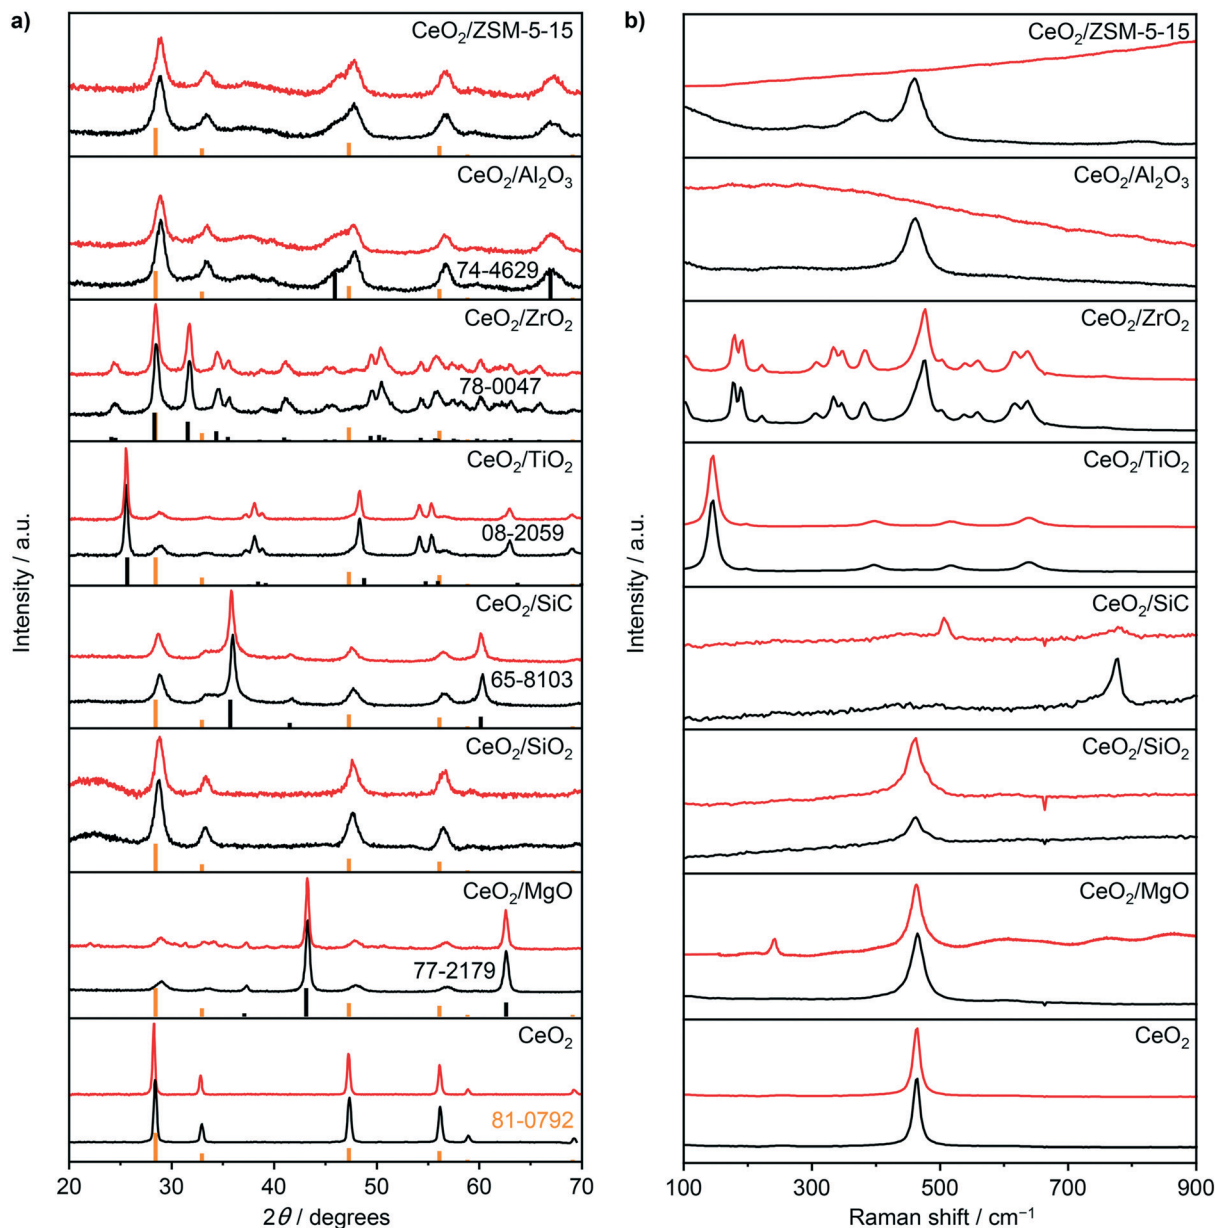 a)
Intensity / a.u.
CeO₂/ZSM-5-15
CeO₂/Al₂O₃
74-4629
CeO₂/ZrO₂
78-0047
CeO₂/TiO₂
08-2059
CeO₂/SiC
65-8103
CeO₂/SiO₂
CeO₂/MgO
77-2179
CeO₂
81-0792
20 30 40 50 60 70
2θ / degrees
b)
Intensity / a.u.
CeO₂/ZSM-5-15
CeO₂/Al₂O₃
CeO₂/ZrO₂
CeO₂/TiO₂
CeO₂/SiC
CeO₂/SiO₂
CeO₂/MgO
CeO₂
100 300 500 700 900
Raman shift / cm⁻¹